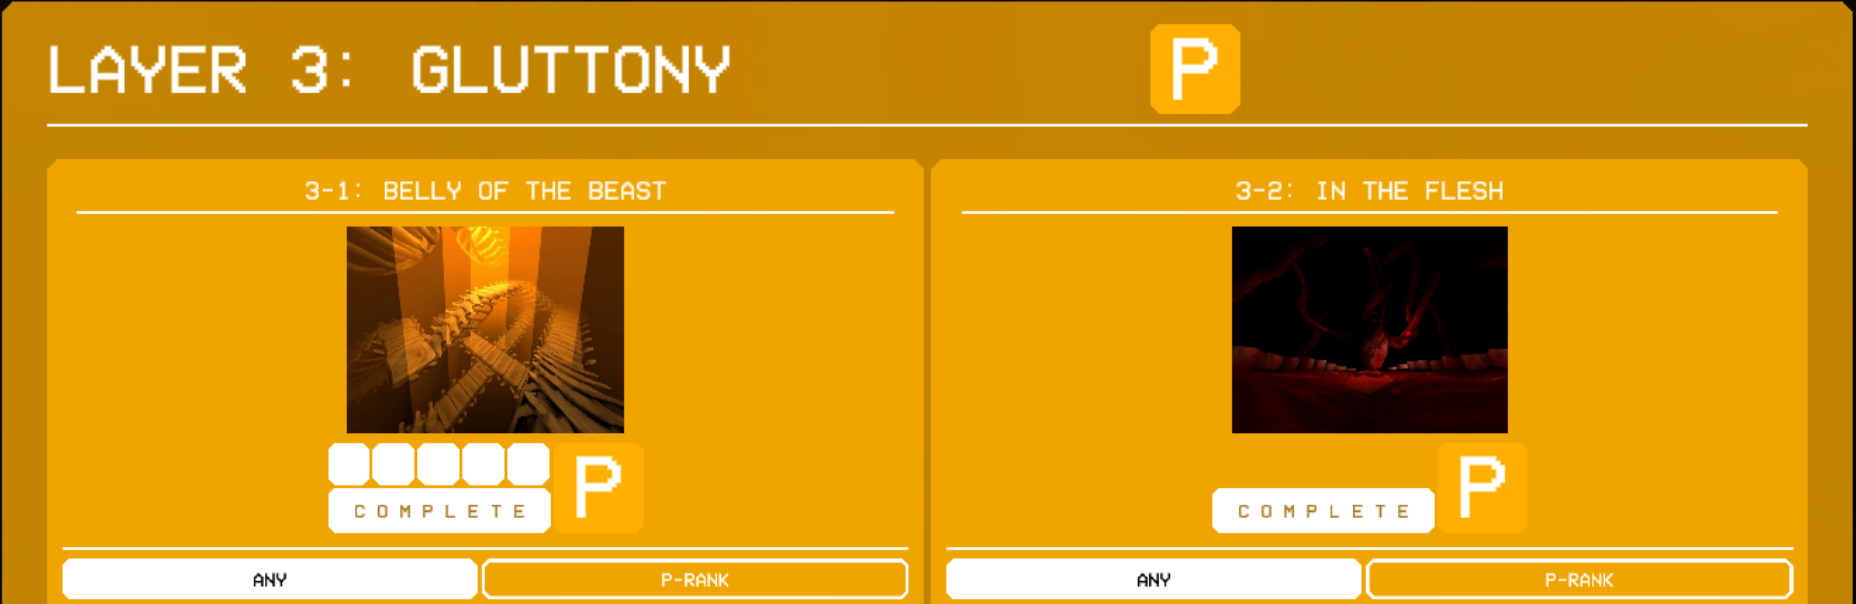 LAYER 3: GLUTTONY P
3-1: BELLY OF THE BEAST
COMPLETE P
ANY P-RANK
3-2: IN THE FLESH
COMPLETE P
ANY P-RANK